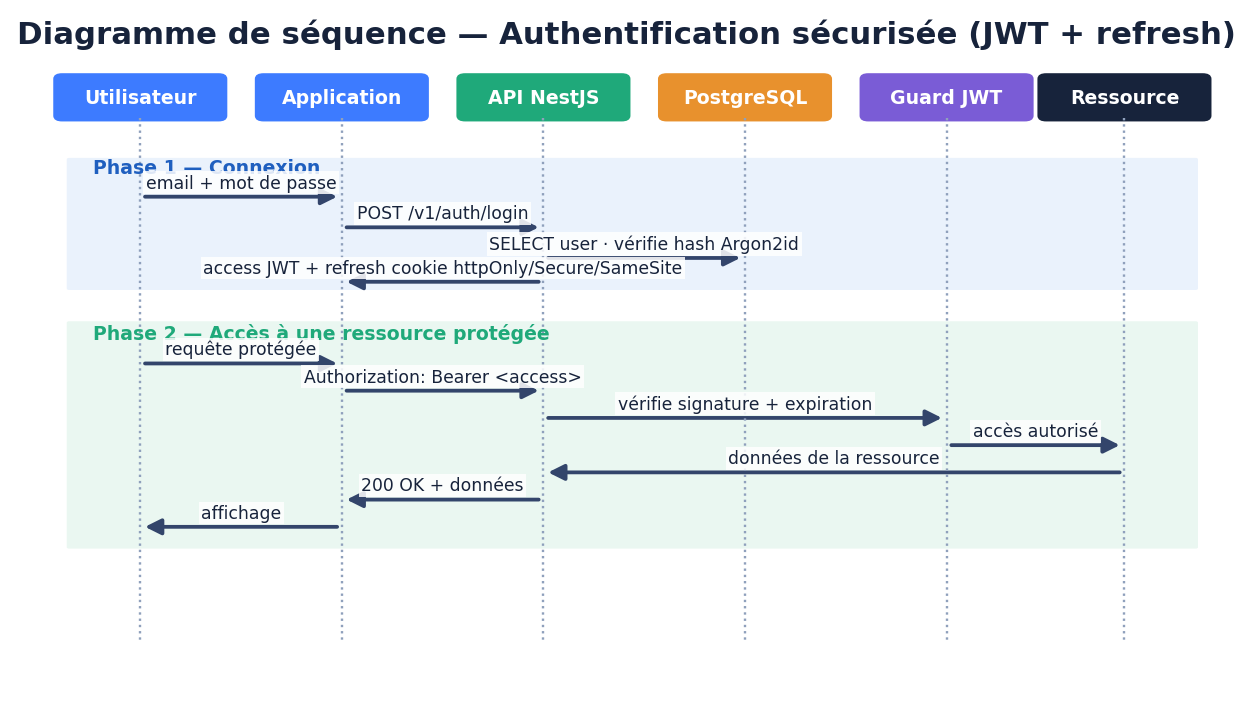 Diagramme de séquence — Authentification sécurisée (JWT + refresh)
Utilisateur
Application
API NestJS
PostgreSQL
Guard JWT
Ressource
Phase 1 — Connexion
email + mot de passe
POST /v1/auth/login
SELECT user · vérifie hash Argon2id
access JWT + refresh cookie httpOnly/Secure/SameSite
Phase 2 — Accès à une ressource protégée
requête protégée
Authorization: Bearer <access>
vérifie signature + expiration
accès autorisé
données de la ressource
200 OK + données
affichage